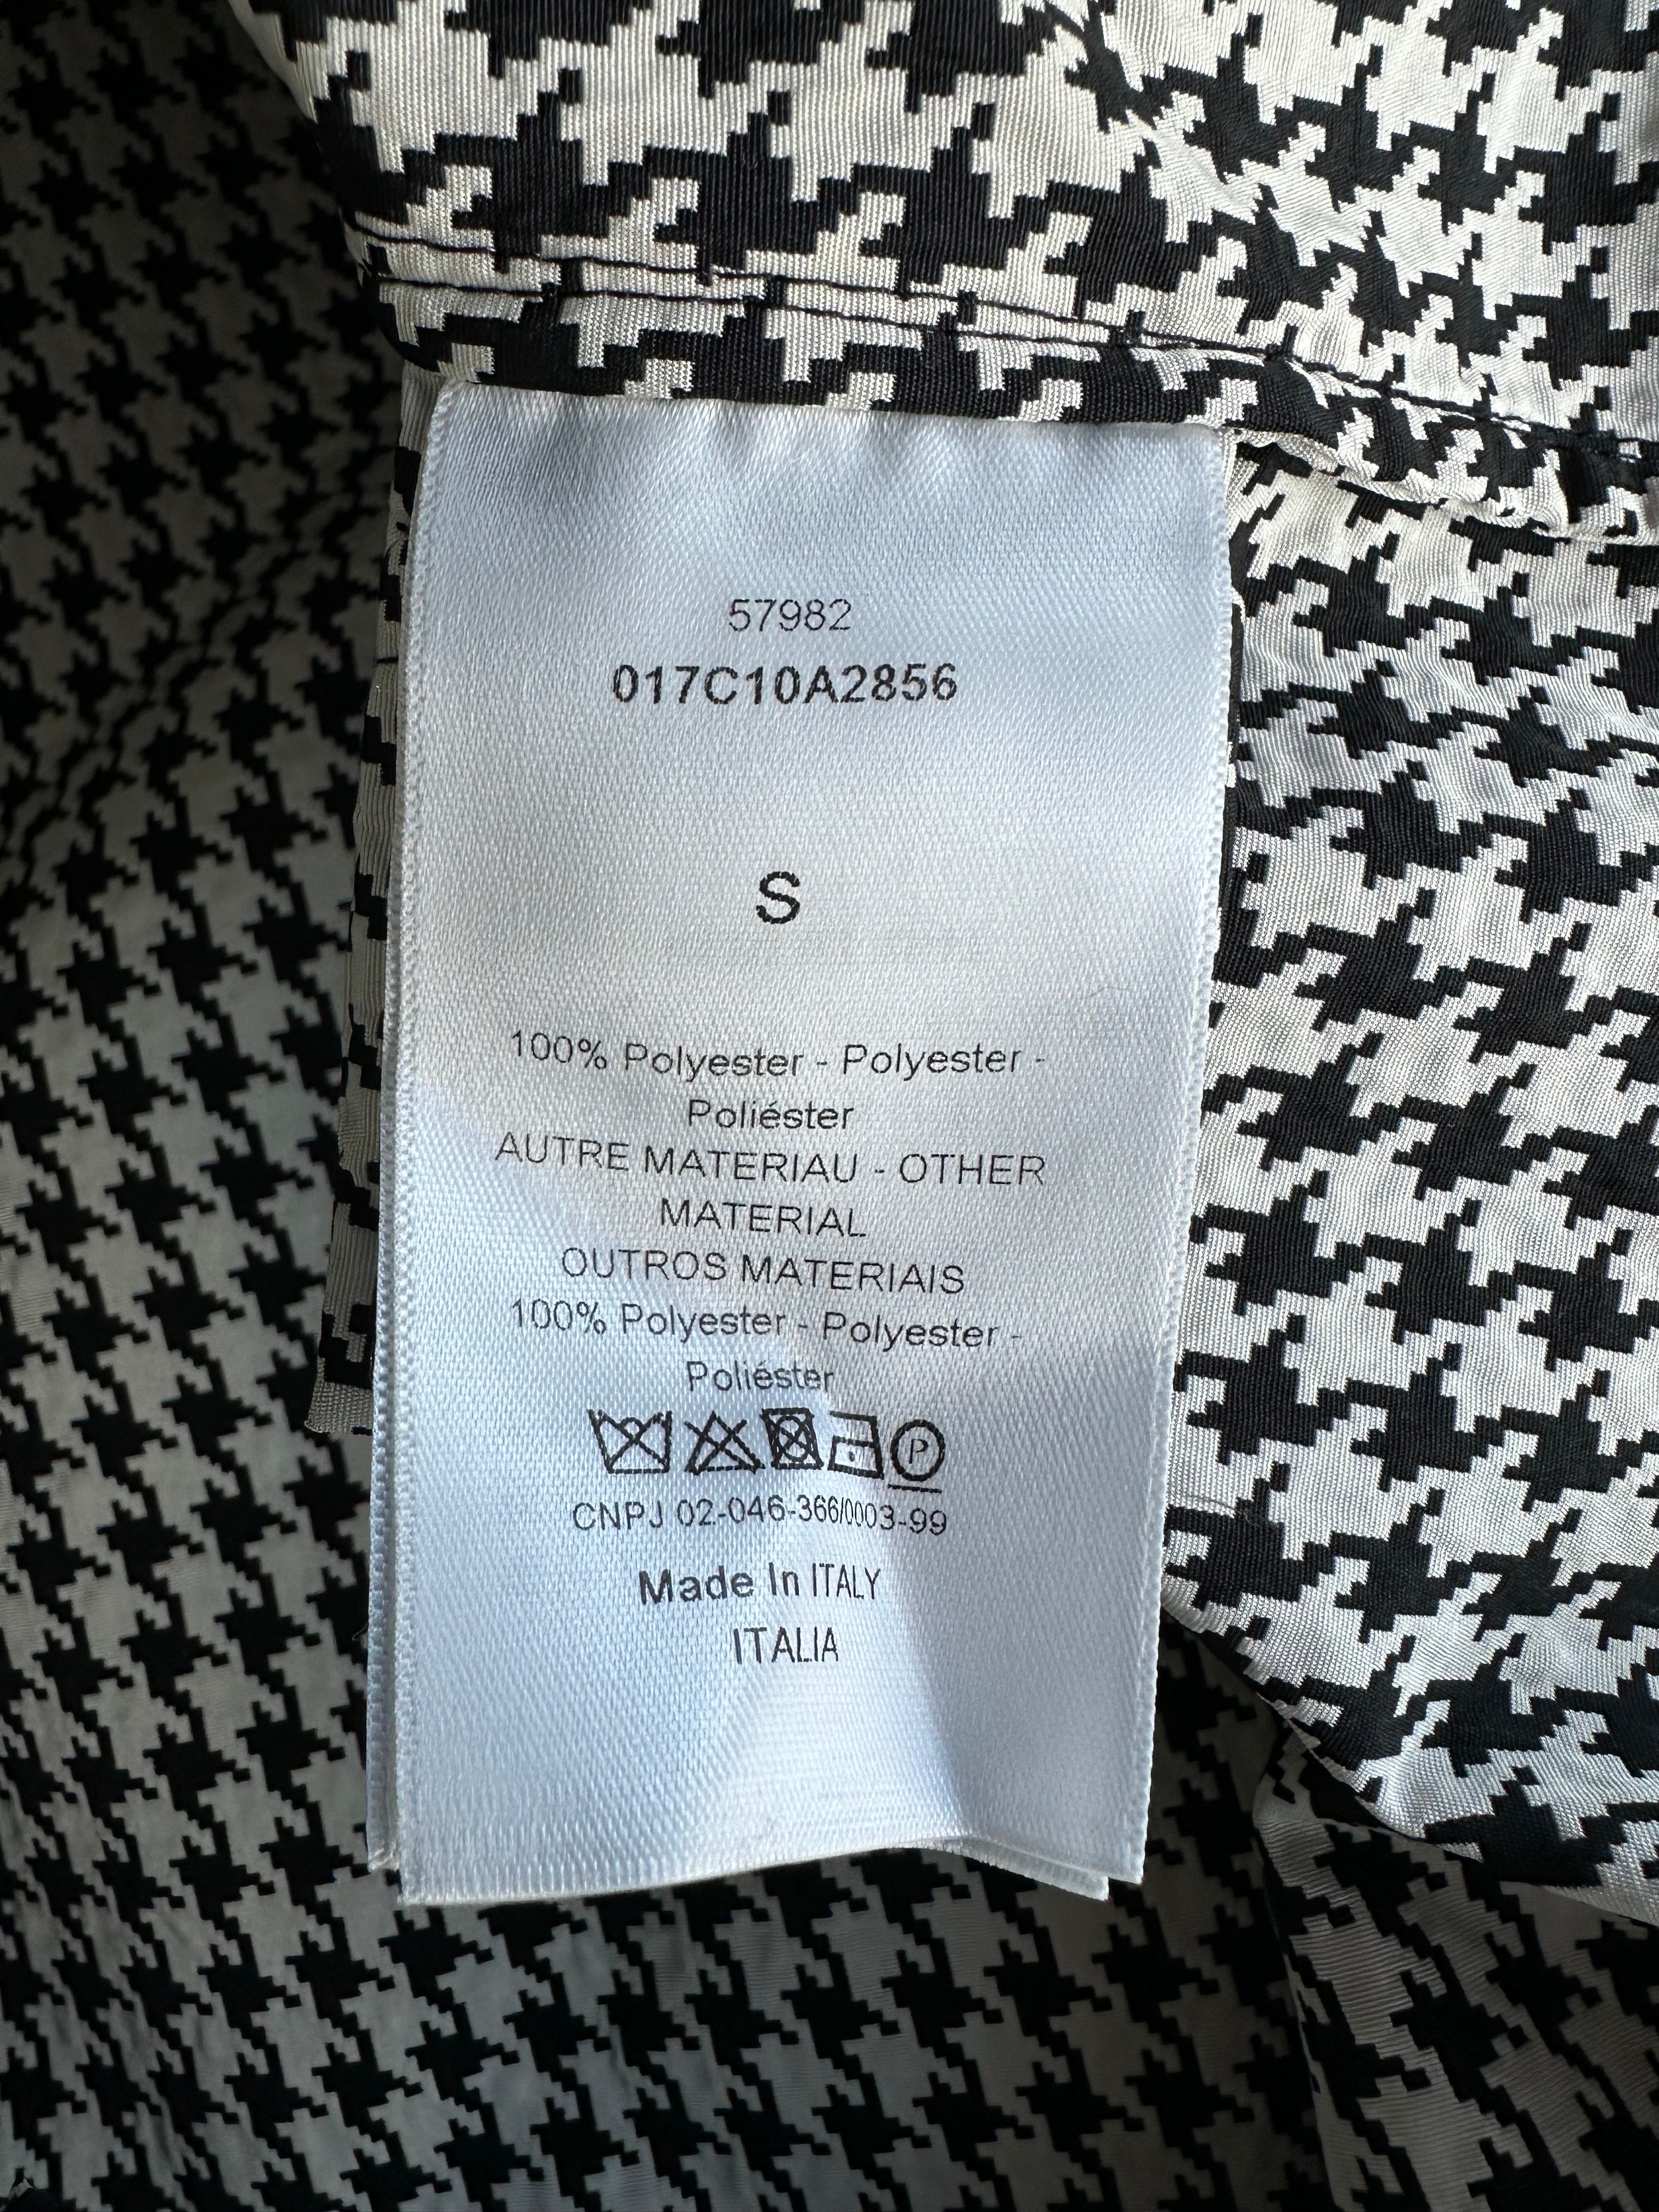 57982
017C10A2856
S
100% Polyester - Polyester -
Poliéster
AUTRE MATERIAU - OTHER
MATERIAL
OUTROS MATERIAIS
100% Polyester - Polyester -
Poliéster
P
CNPJ 02-046-366/0003-99
Made In ITALY
ITALIA